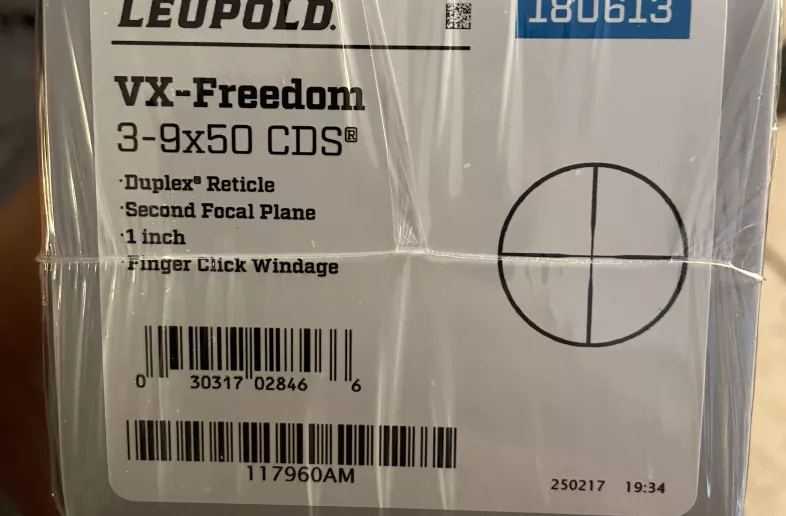 LEUPOLD.
180613
VX-Freedom
3-9x50 CDS®
·Duplex® Reticle
·Second Focal Plane
·1 inch
·Finger Click Windage
0 30317 02846 6
117960AM
250217 19:34